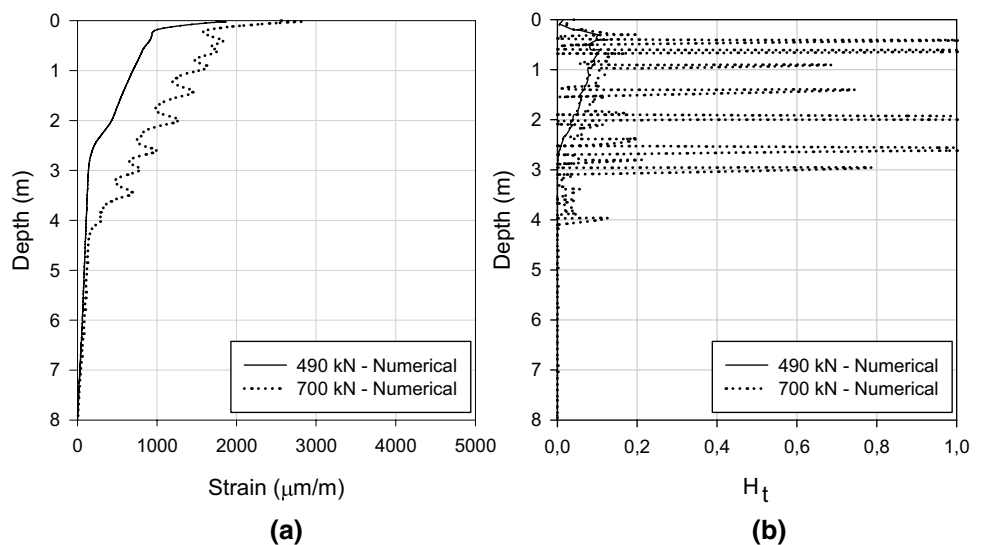 0
1
2
3
4
5
6
7
8
Depth (m)
0 1000 2000 3000 4000 5000
Strain (μm/m)
490 kN - Numerical
700 kN - Numerical
(a)
0
1
2
3
4
5
6
7
8
Depth (m)
0,0 0,2 0,4 0,6 0,8 1,0
H t
490 kN - Numerical
700 kN - Numerical
(b)